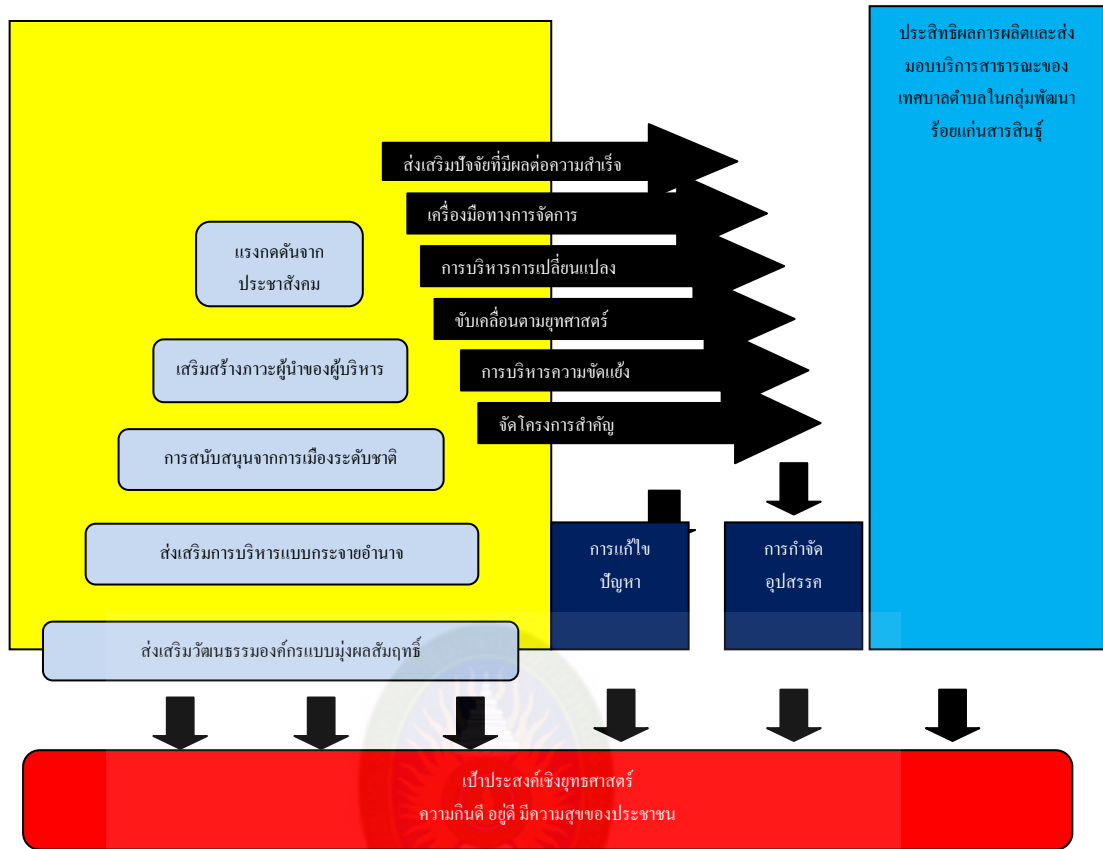 ประสิทธิผลการผลิตและส่ง
มอบบริการสาธารณะของ
เทศบาลตำบลในกลุ่มพัฒนา
ร้อยแก่นสารสินธุ์
ส่งเสริมปัจจัยที่มีผลต่อความสำเร็จ
เครื่องมือทางการจัดการ
การบริหารการเปลี่ยนแปลง
ขับเคลื่อนตามยุทศาสตร์
การบริหารความขัดแย้ง
จัดโครงการสำคัญ
แรงกดดันจาก
ประชาสังคม
เสริมสร้างภาวะผู้นำของผู้บริหาร
การสนับสนุนจากการเมืองระดับชาติ
ส่งเสริมการบริหารแบบกระจายอำนาจ
ส่งเสริมวัฒนธรรมองค์กรแบบมุ่งผลสัมฤทธิ์
การแก้ไข
ปัญหา
การกำจัด
อุปสรรค
เป้าประสงค์เชิงยุทธศาสตร์
ความกินดี อยู่ดี มีความสุขของประชาชน